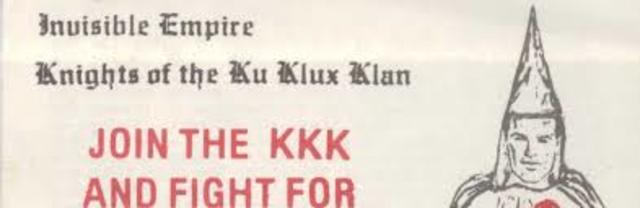 Invisible Empire
Knights of the Ku Klux Klan
JOIN THE KKK
AND FIGHT FOR